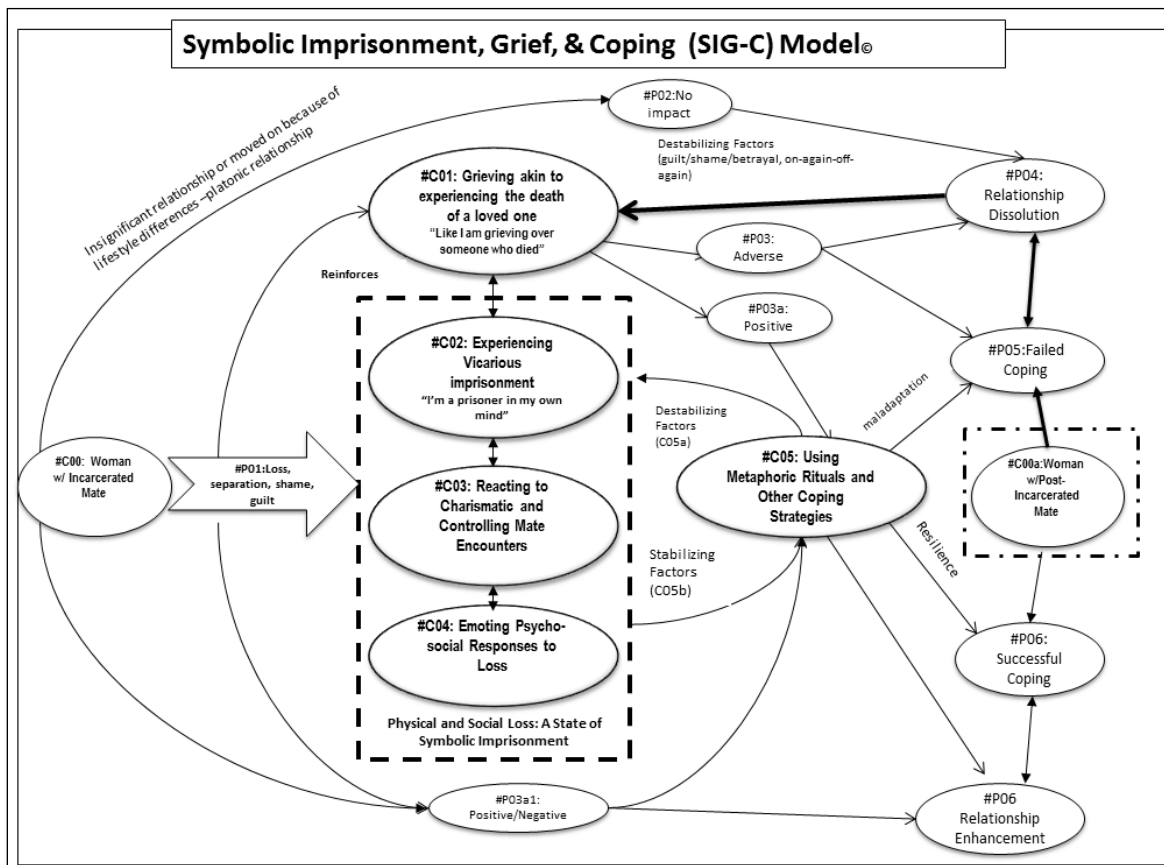 Symbolic Imprisonment, Grief, & Coping (SIG-C) Model©
Insignificant relationship or moved on because of
lifestyle differences –platonic relationship
#P02:No
impact
Destabilizing Factors
(guilt/shame/betrayal, on-again-off-
again)
#C01: Grieving akin to
experiencing the death
of a loved one
"Like I am grieving over
someone who died"
#P04:
Relationship
Dissolution
#P03:
Adverse
Reinforces
#P03a:
Positive
#C02: Experiencing
Vicarious
imprisonment
"I'm a prisoner in my own
mind"
#P05:Failed
Coping
maladaptation
Destabilizing
Factors
(C05a)
#C00: Woman
w/ Incarcerated
Mate
#P01:Loss,
separation, shame,
guilt
#C03: Reacting to
Charismatic and
Controlling Mate
Encounters
#C05: Using
Metaphoric Rituals and
Other Coping
Strategies
#C00a:Woman
w/Post-
Incarcerated
Mate
Resilience
Stabilizing
Factors
(C05b)
#C04: Emoting Psycho-
social Responses to
Loss
#P06:
Successful
Coping
Physical and Social Loss: A State of
Symbolic Imprisonment
#P03a1:
Positive/Negative
#P06
Relationship
Enhancement